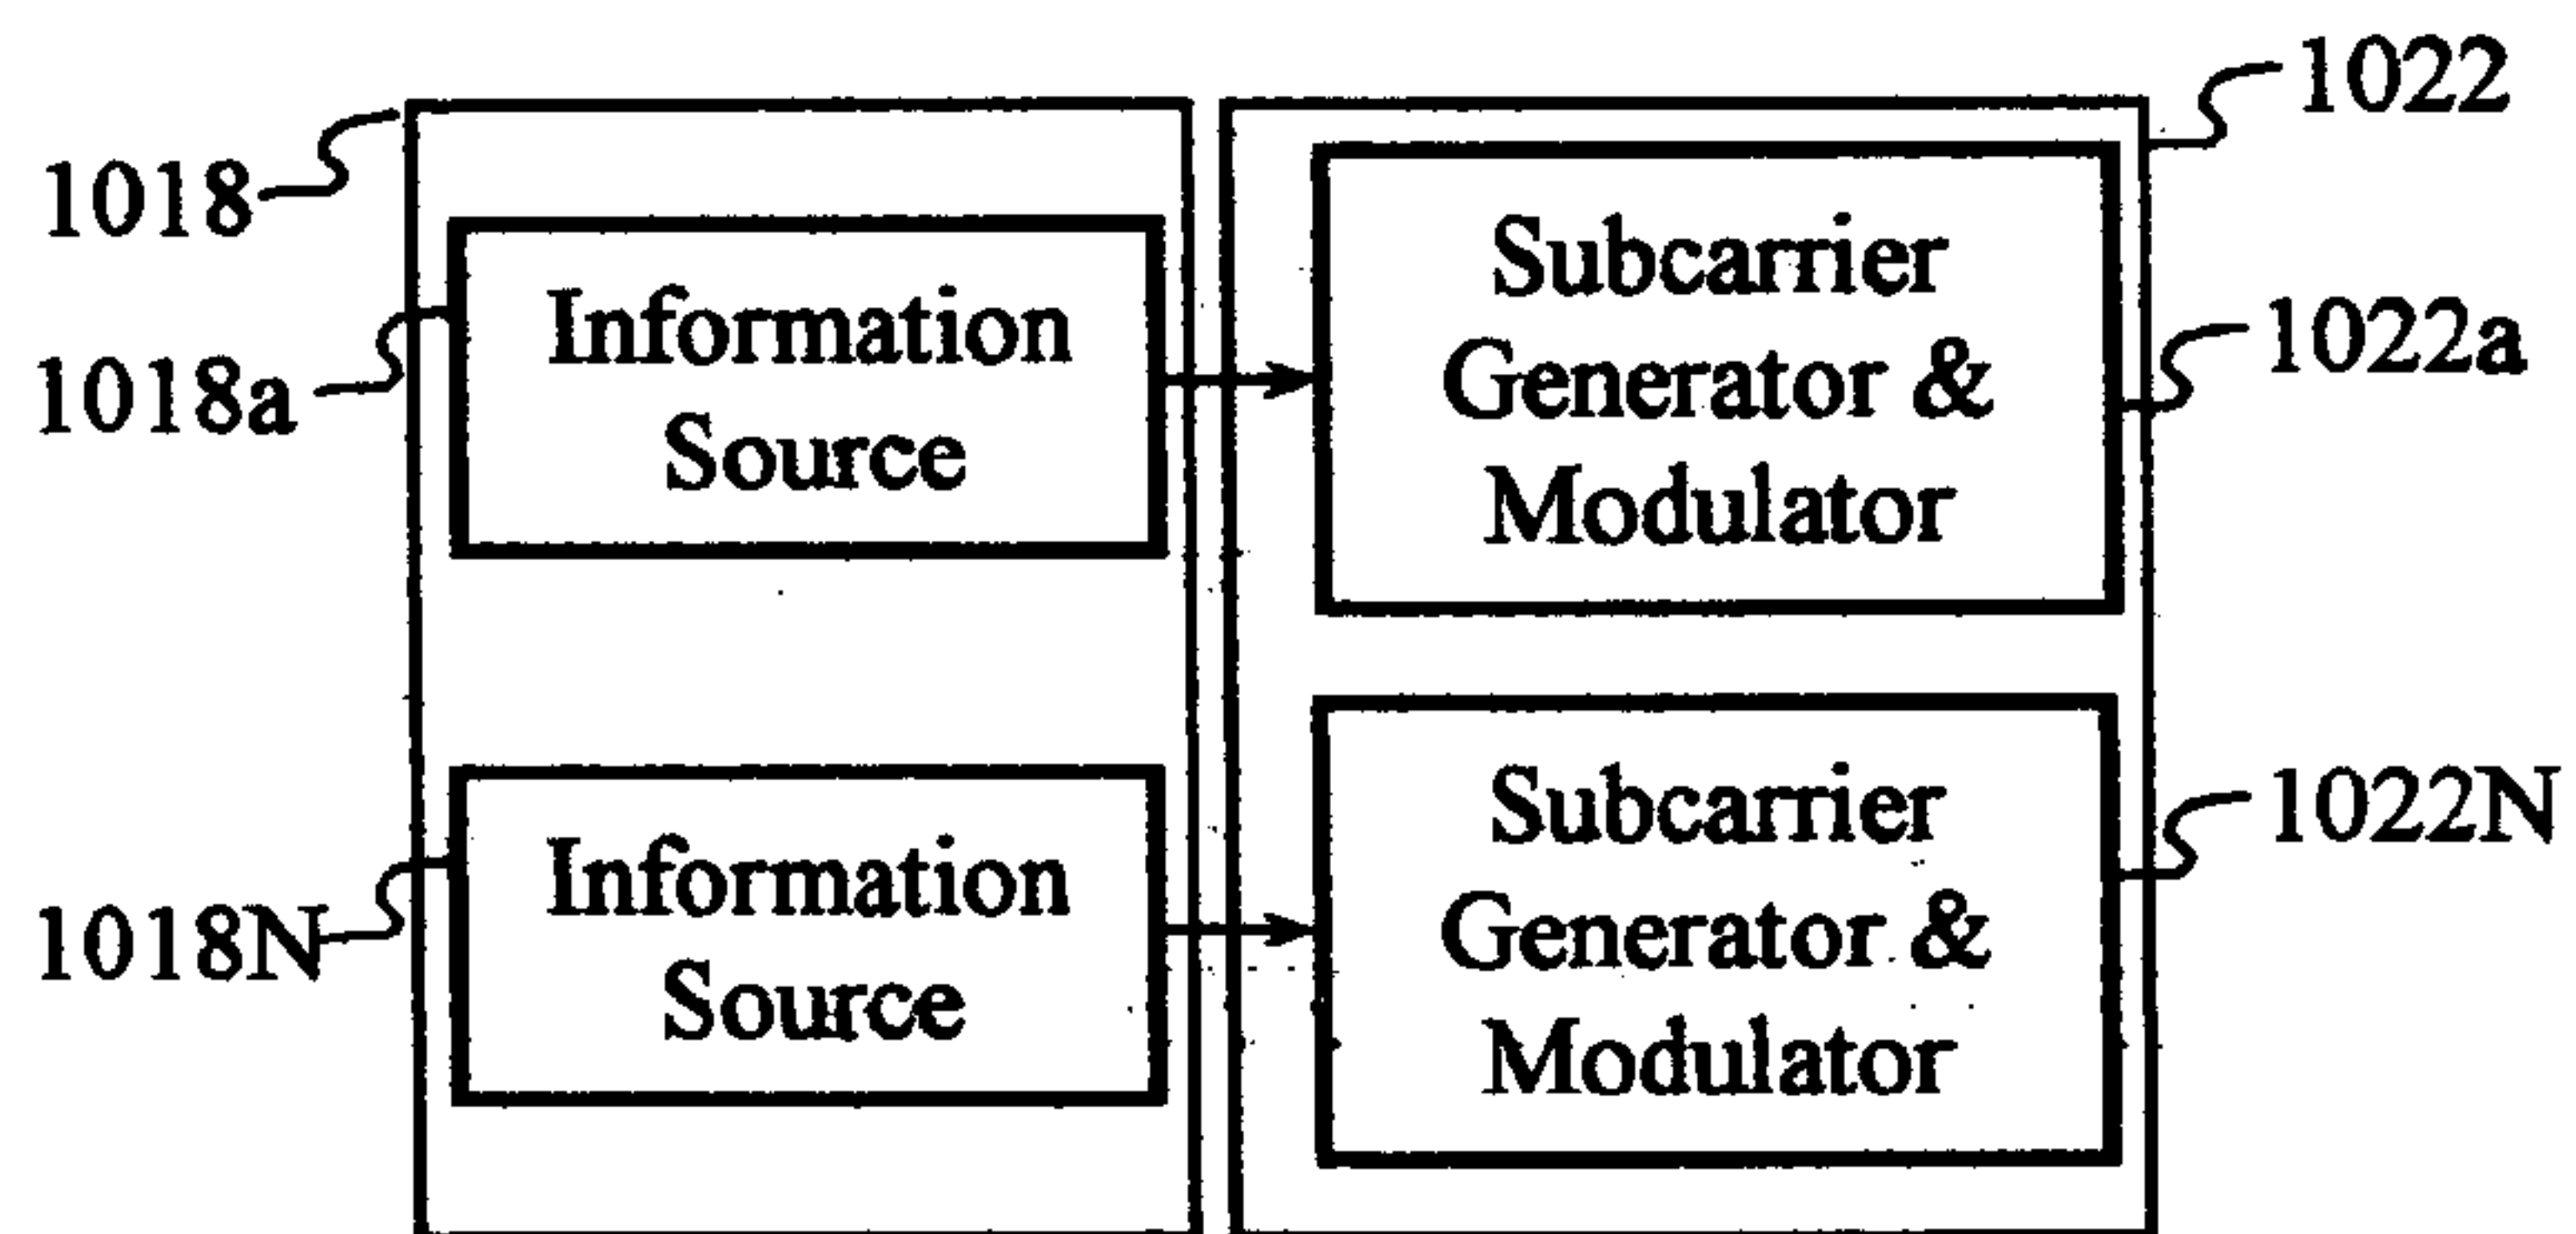 1022
1018
Subcarrier
Generator &
Modulator
1022a
Information
Source
1018a
Subcarrier
Generator &
Modulator
1022N
Information
Source
1018N